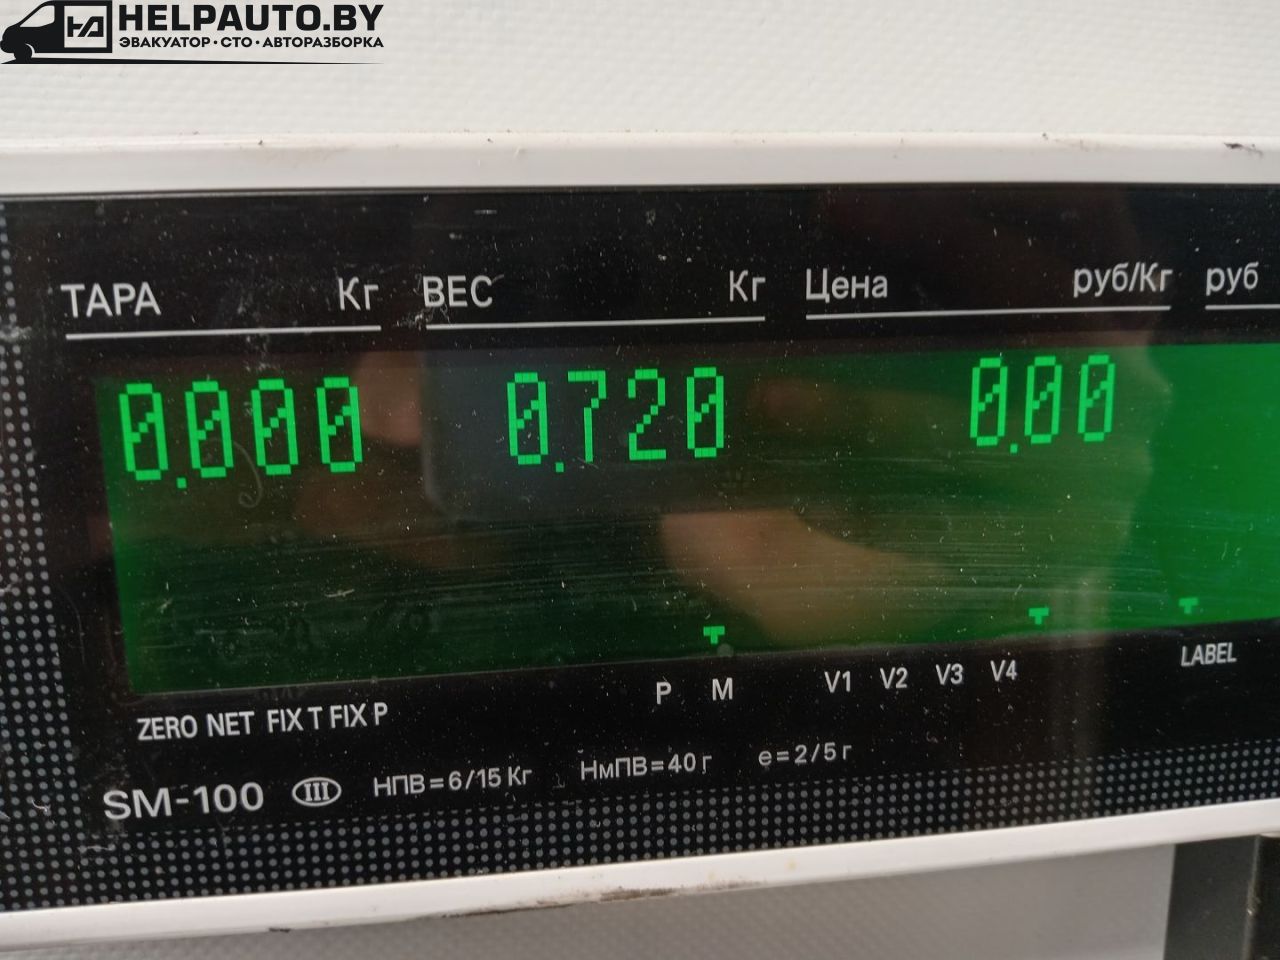 HELPAUTO.BY
ЭВАКУАТОР·СТО·АВТОРАЗБОРКА
ТАРА Кг ВЕС Кг Цена руб/Кг руб
0.000 0.720 0.00
P M V1 V2 V3 V4 LABEL
ZERO NET FIX T FIX P
SM-100 III НПВ=6/15 Кг НмПВ=40 г e=2/5 г